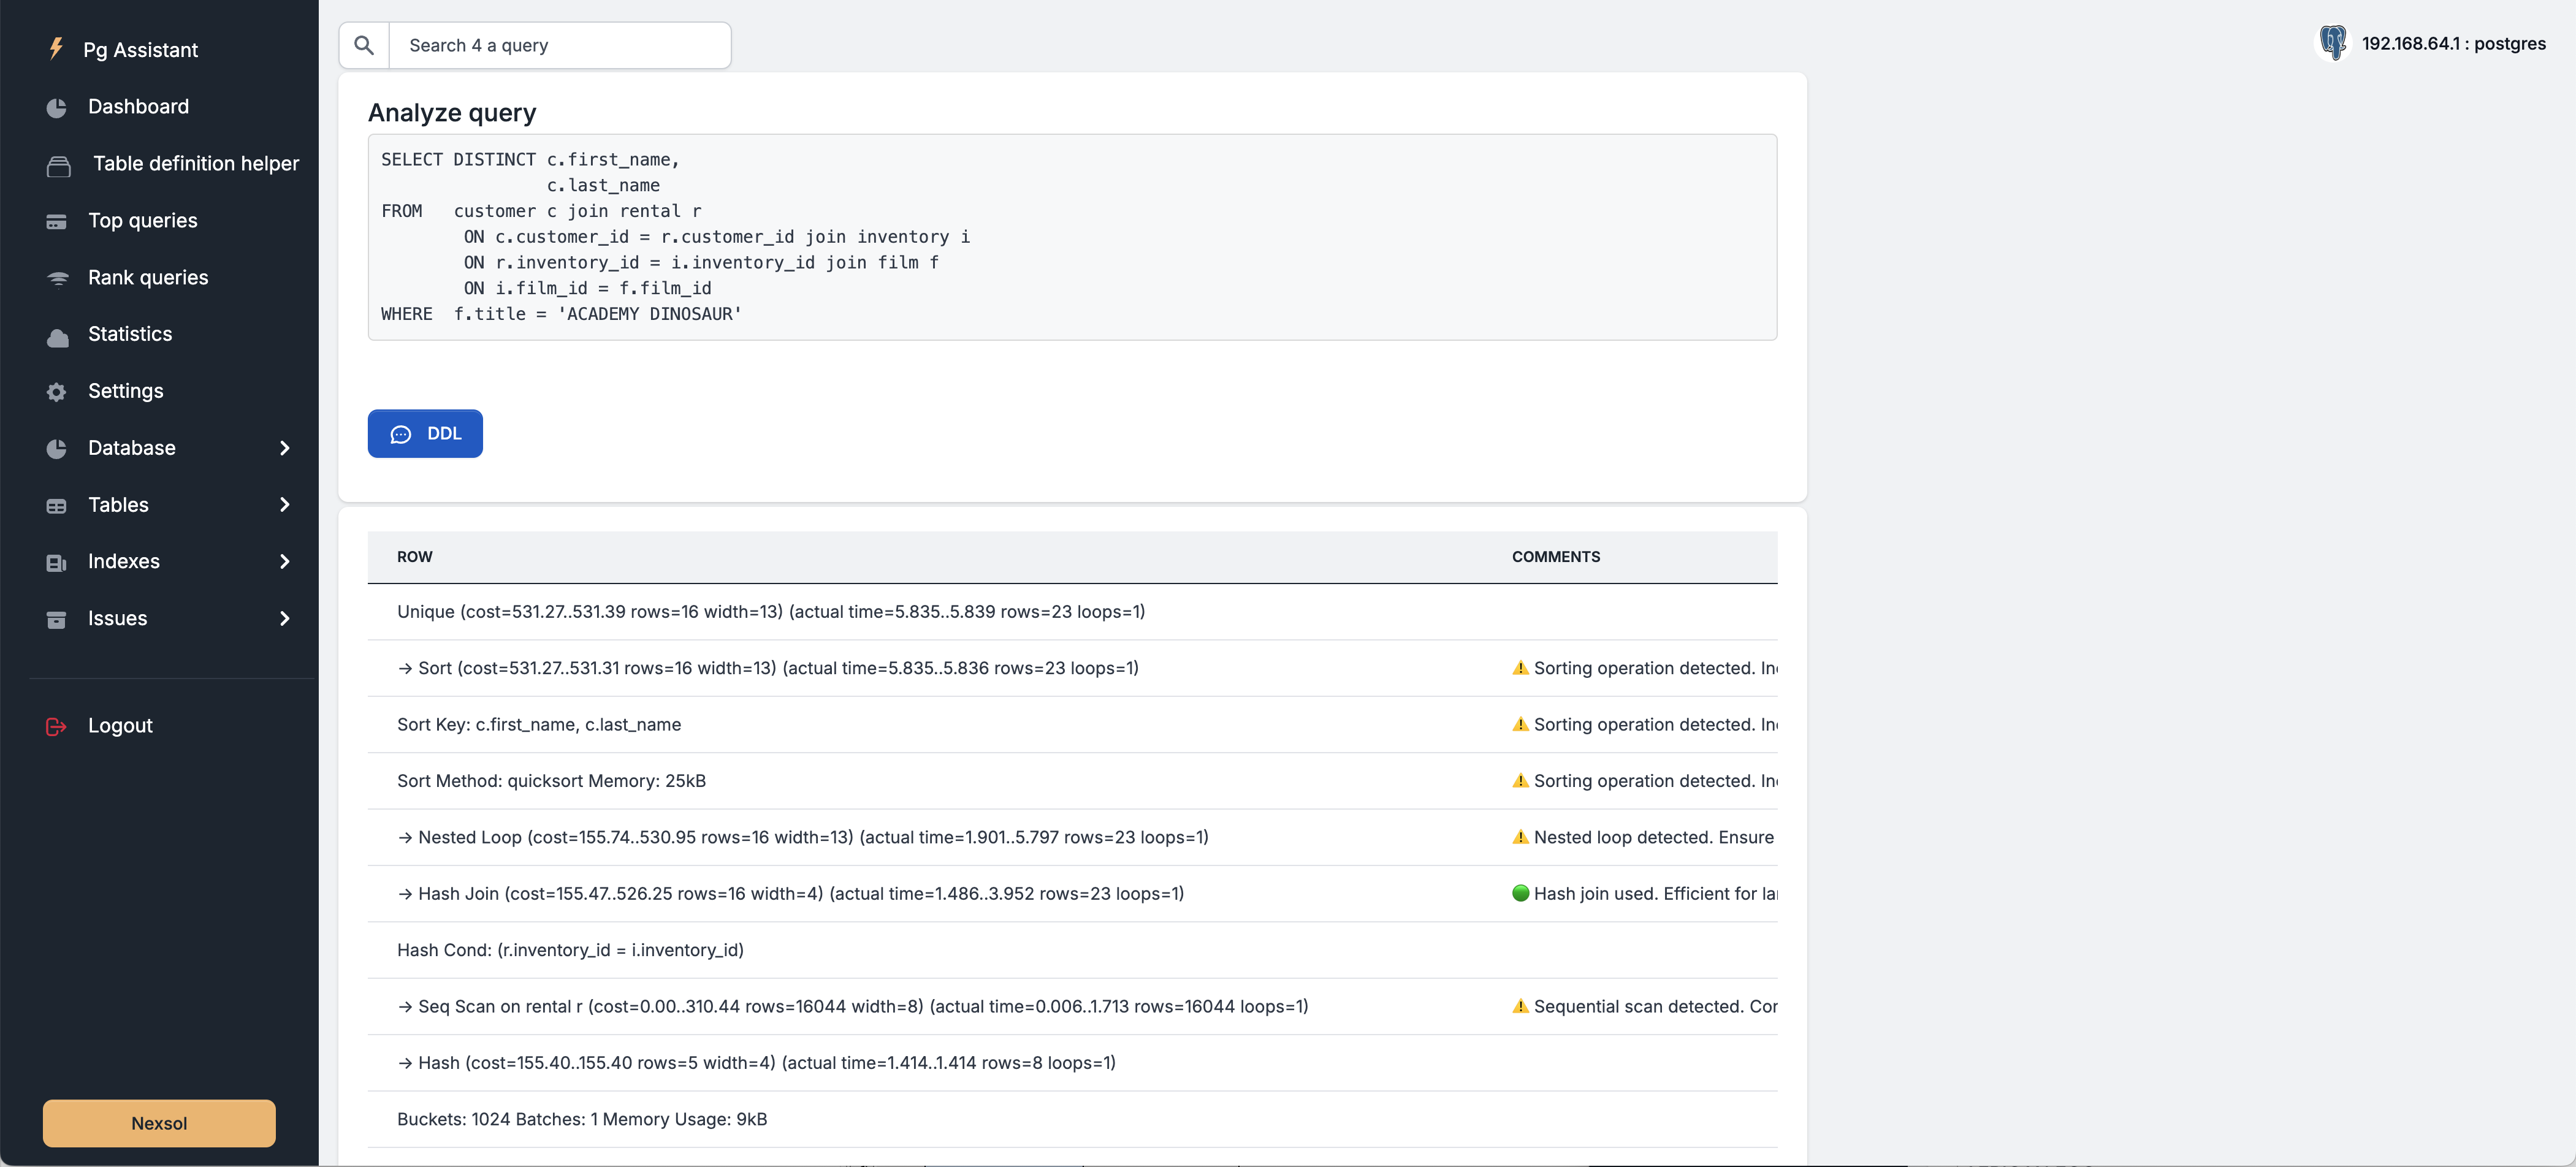 Pg Assistant
Dashboard
Table definition helper
Top queries
Rank queries
Statistics
Settings
Database
Tables
Indexes
Issues
Logout
Nexsol
Search 4 a query
192.168.64.1 : postgres
Analyze query
SELECT DISTINCT c.first_name,
c.last_name
FROM customer c join rental r
ON c.customer_id = r.customer_id join inventory i
ON r.inventory_id = i.inventory_id join film f
ON i.film_id = f.film_id
WHERE f.title = 'ACADEMY DINOSAUR'
DDL
ROW COMMENTS
Unique (cost=531.27..531.39 rows=16 width=13) (actual time=5.835..5.839 rows=23 loops=1)
→ Sort (cost=531.27..531.31 rows=16 width=13) (actual time=5.835..5.836 rows=23 loops=1) ⚠️ Sorting operation detected.
Sort Key: c.first_name, c.last_name ⚠️ Sorting operation detected.
Sort Method: quicksort Memory: 25kB ⚠️ Sorting operation detected.
→ Nested Loop (cost=155.74..530.95 rows=16 width=13) (actual time=1.901..5.797 rows=23 loops=1) ⚠️ Nested loop detected. Ensure
→ Hash Join (cost=155.47..526.25 rows=16 width=4) (actual time=1.486..3.952 rows=23 loops=1) 🟢 Hash join used. Efficient for
Hash Cond: (r.inventory_id = i.inventory_id)
→ Seq Scan on rental r (cost=0.00..310.44 rows=16044 width=8) (actual time=0.006..1.713 rows=16044 loops=1) ⚠️ Sequential scan detected.
→ Hash (cost=155.40..155.40 rows=5 width=4) (actual time=1.414..1.414 rows=8 loops=1)
Buckets: 1024 Batches: 1 Memory Usage: 9kB